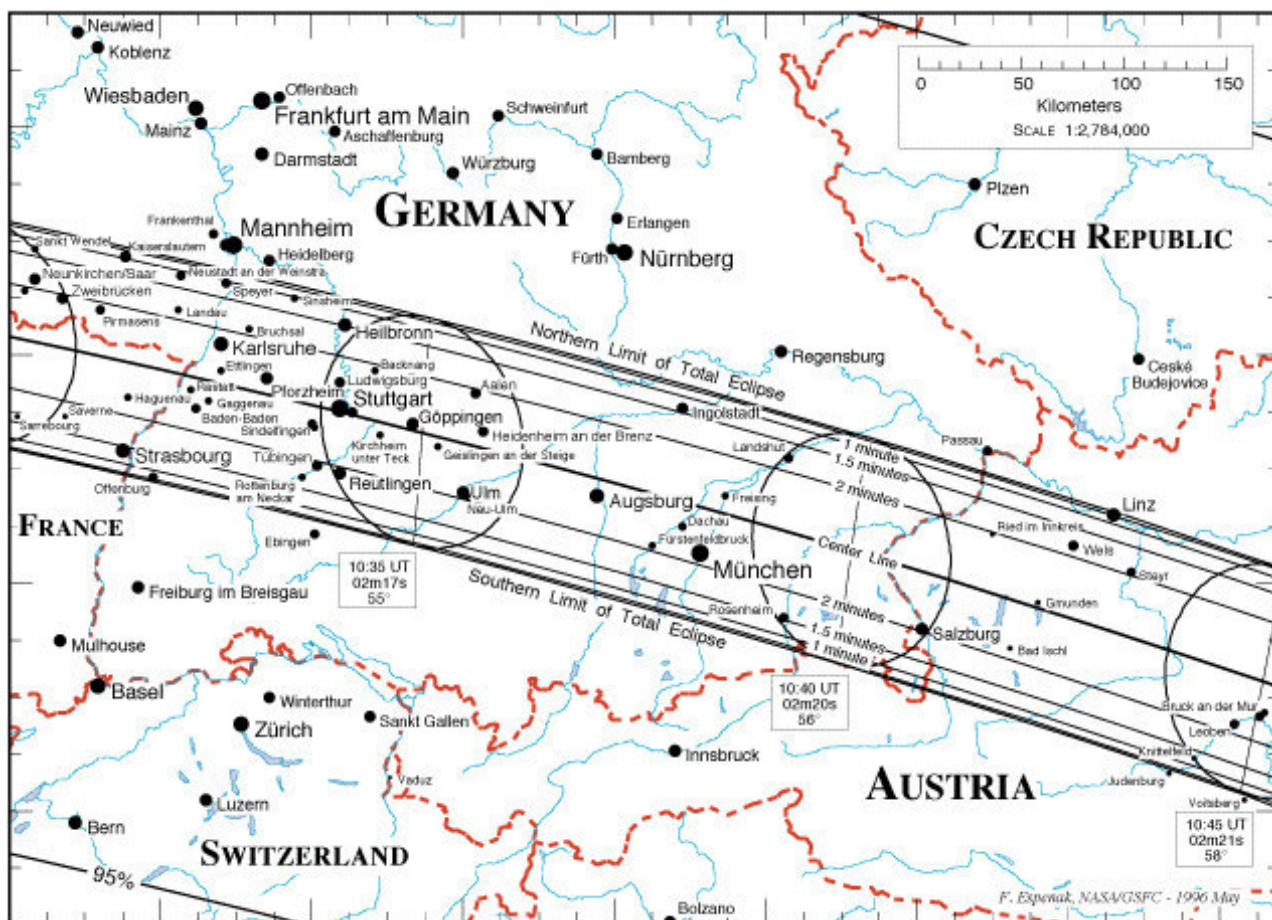 Neuwied
Koblenz
Wiesbaden
Mainz
Offenbach
Frankfurt am Main
Aschaffenburg
Darmstadt
Schweinfurt
Würzburg
Bamberg
GERMANY
Erlangen
Fürth
Nürnberg
0 50 100 150
Kilometers
SCALE 1:2,784,000
Plzen
CZECH REPUBLIC
Ceské
Budejovice
Frankenthal
Mannheim
Sankt Wendel
Kaiserslautern
Heidelberg
Neunkirchen/Saar
Neustadt an der Weinstra
Zweibrücken
Speyer
Sinsheim
Pirmasens
Landau
Bruchsal
Heilbronn
Karlsruhe
Ettlingen
Backnang
Rastatt
Pforzheim
Ludwigsbürg
Aalen
Haguenau
Gaggenau
Stuttgart
Saverne
Baden-Baden
Göppingen
Sarrebourg
Sindelfingen
Heidenheim an der Brenz
Kirchheim
unter Teck
Geislingen an der Steige
Strasbourg
Tübingen
Offenburg
Rottenburg
am Neckar
Reutlingen
Ulm
Neu-Ulm
Ebingen
Northern Limit of Total Eclipse
Regensburg
Ingolstadt
Landshut
Passau
1 minute
1.5 minutes
2 minutes
Center Line
2 minutes
1.5 minutes
1 minute
Augsburg
Freising
Dachau
Fürstenfeldbruck
München
Rosenheim
Southern Limit of Total Eclipse
Linz
Ried im Innkreis
Wels
Steyr
Gmunden
Salzburg
Bad Ischl
FRANCE
10:35 UT
02m17s
55°
Freiburg im Breisgau
Mulhouse
Basel
Winterthur
Zürich
Sankt Gallen
Vaduz
Luzern
Bern
SWITZERLAND
95%
10:40 UT
02m20s
56°
Innsbruck
AUSTRIA
Bruck an der Mur
Leoben
Knittelfeld
Judenburg
Voitsberg
10:45 UT
02m21s
58°
Bolzano
F. Espenak, NASA/GSFC - 1996 May